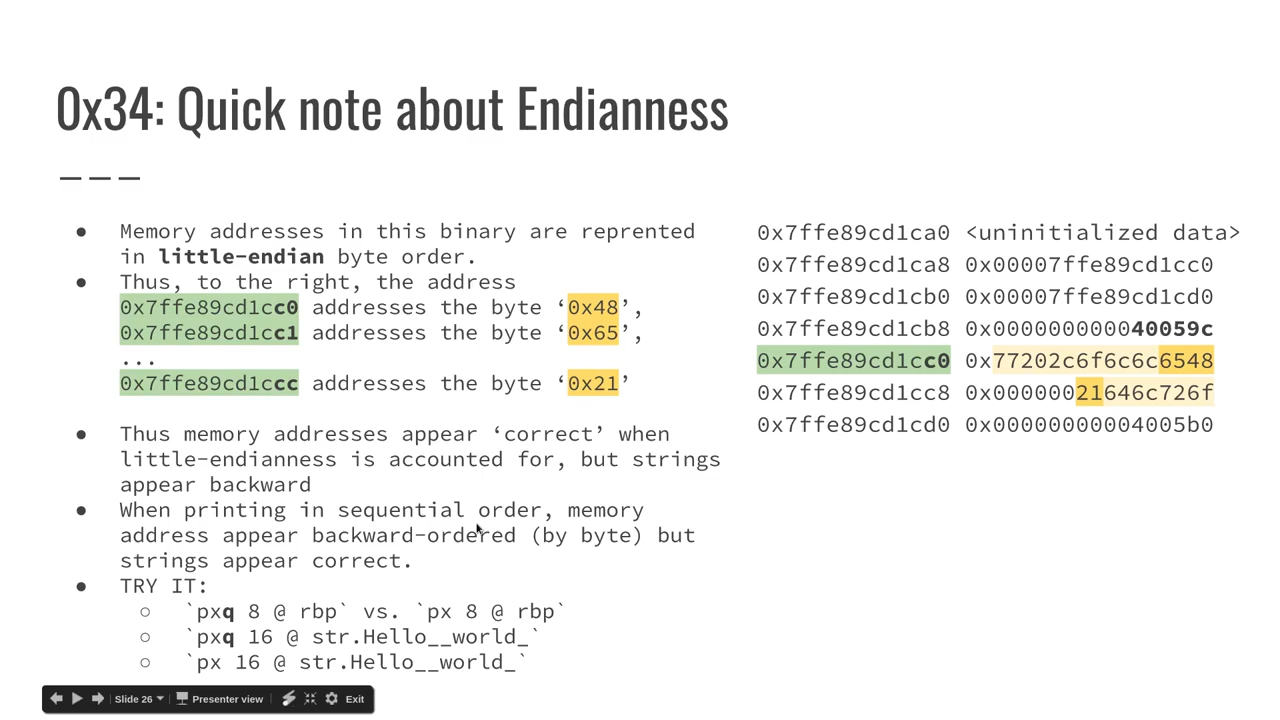 0x34: Quick note about Endianness
● Memory addresses in this binary are reprented
in little-endian byte order.
● Thus, to the right, the address
0x7ffe89cd1cc0 addresses the byte ‘0x48’,
0x7ffe89cd1cc1 addresses the byte ‘0x65’,
...
0x7ffe89cd1ccc addresses the byte ‘0x21’
● Thus memory addresses appear ‘correct’ when
little-endianness is accounted for, but strings
appear backward
● When printing in sequential order, memory
address appear backward-ordered (by byte) but
strings appear correct.
● TRY IT:
○ `pxq 8 @ rbp` vs. `px 8 @ rbp`
○ `pxq 16 @ str.Hello__world_`
○ `px 16 @ str.Hello__world_`
0x7ffe89cd1ca0 <uninitialized data>
0x7ffe89cd1ca8 0x00007ffe89cd1cc0
0x7ffe89cd1cb0 0x00007ffe89cd1cd0
0x7ffe89cd1cb8 0x000000000040059c
0x7ffe89cd1cc0 0x77202c6f6c6c6548
0x7ffe89cd1cc8 0x00000021646c726f
0x7ffe89cd1cd0 0x00000000004005b0
Slide 26 Presenter view Exit